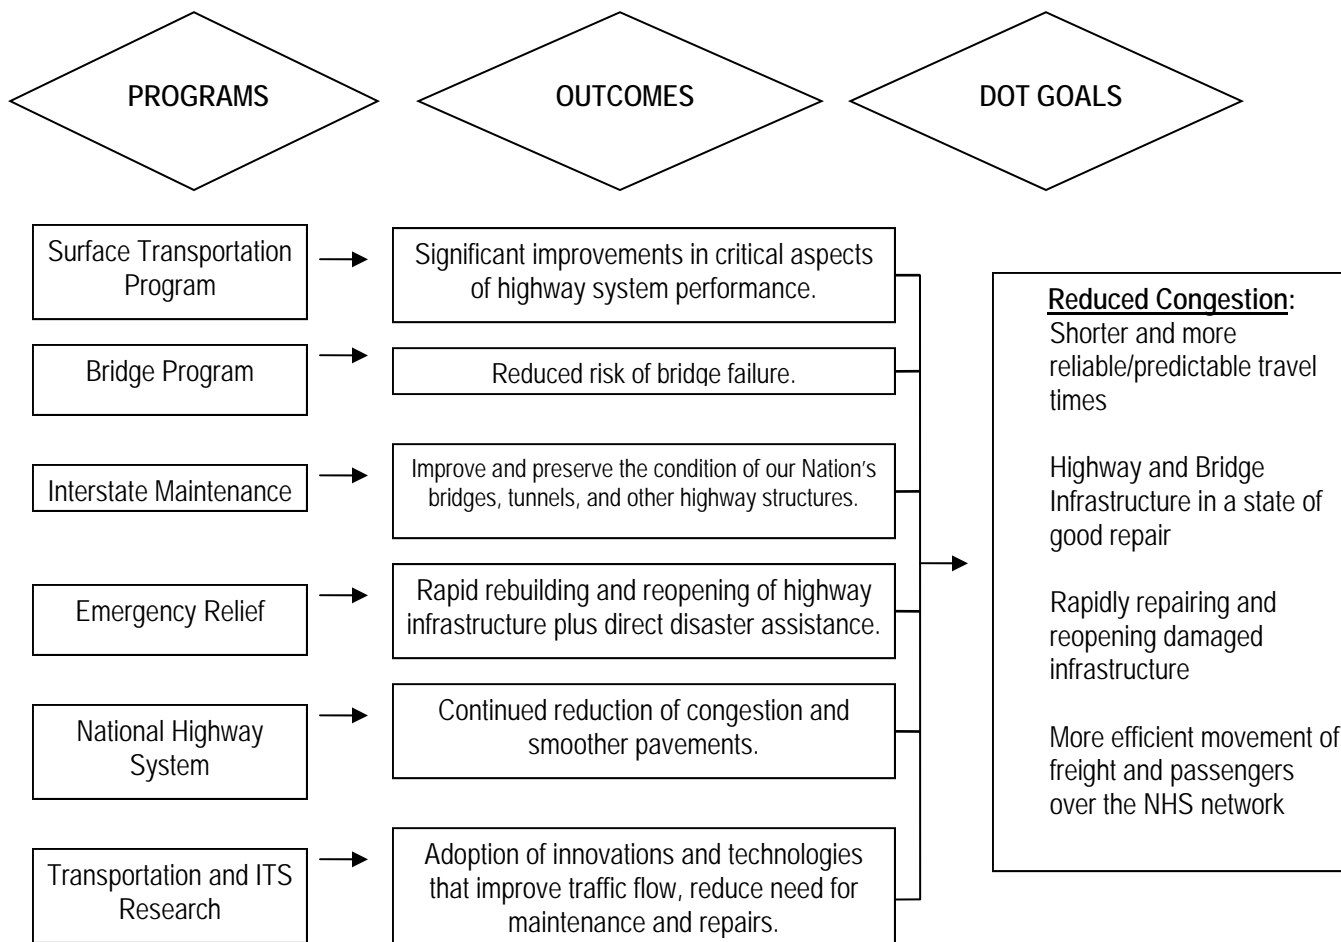 PROGRAMS
OUTCOMES
DOT GOALS
Surface Transportation
Program
Significant improvements in critical aspects
of highway system performance.
Bridge Program
Reduced risk of bridge failure.
Interstate Maintenance
Improve and preserve the condition of our Nation's
bridges, tunnels, and other highway structures.
Emergency Relief
Rapid rebuilding and reopening of highway
infrastructure plus direct disaster assistance.
National Highway
System
Continued reduction of congestion and
smoother pavements.
Transportation and ITS
Research
Adoption of innovations and technologies
that improve traffic flow, reduce need for
maintenance and repairs.
Reduced Congestion:
Shorter and more
reliable/predictable travel
times
Highway and Bridge
Infrastructure in a state of
good repair
Rapidly repairing and
reopening damaged
infrastructure
More efficient movement of
freight and passengers
over the NHS network